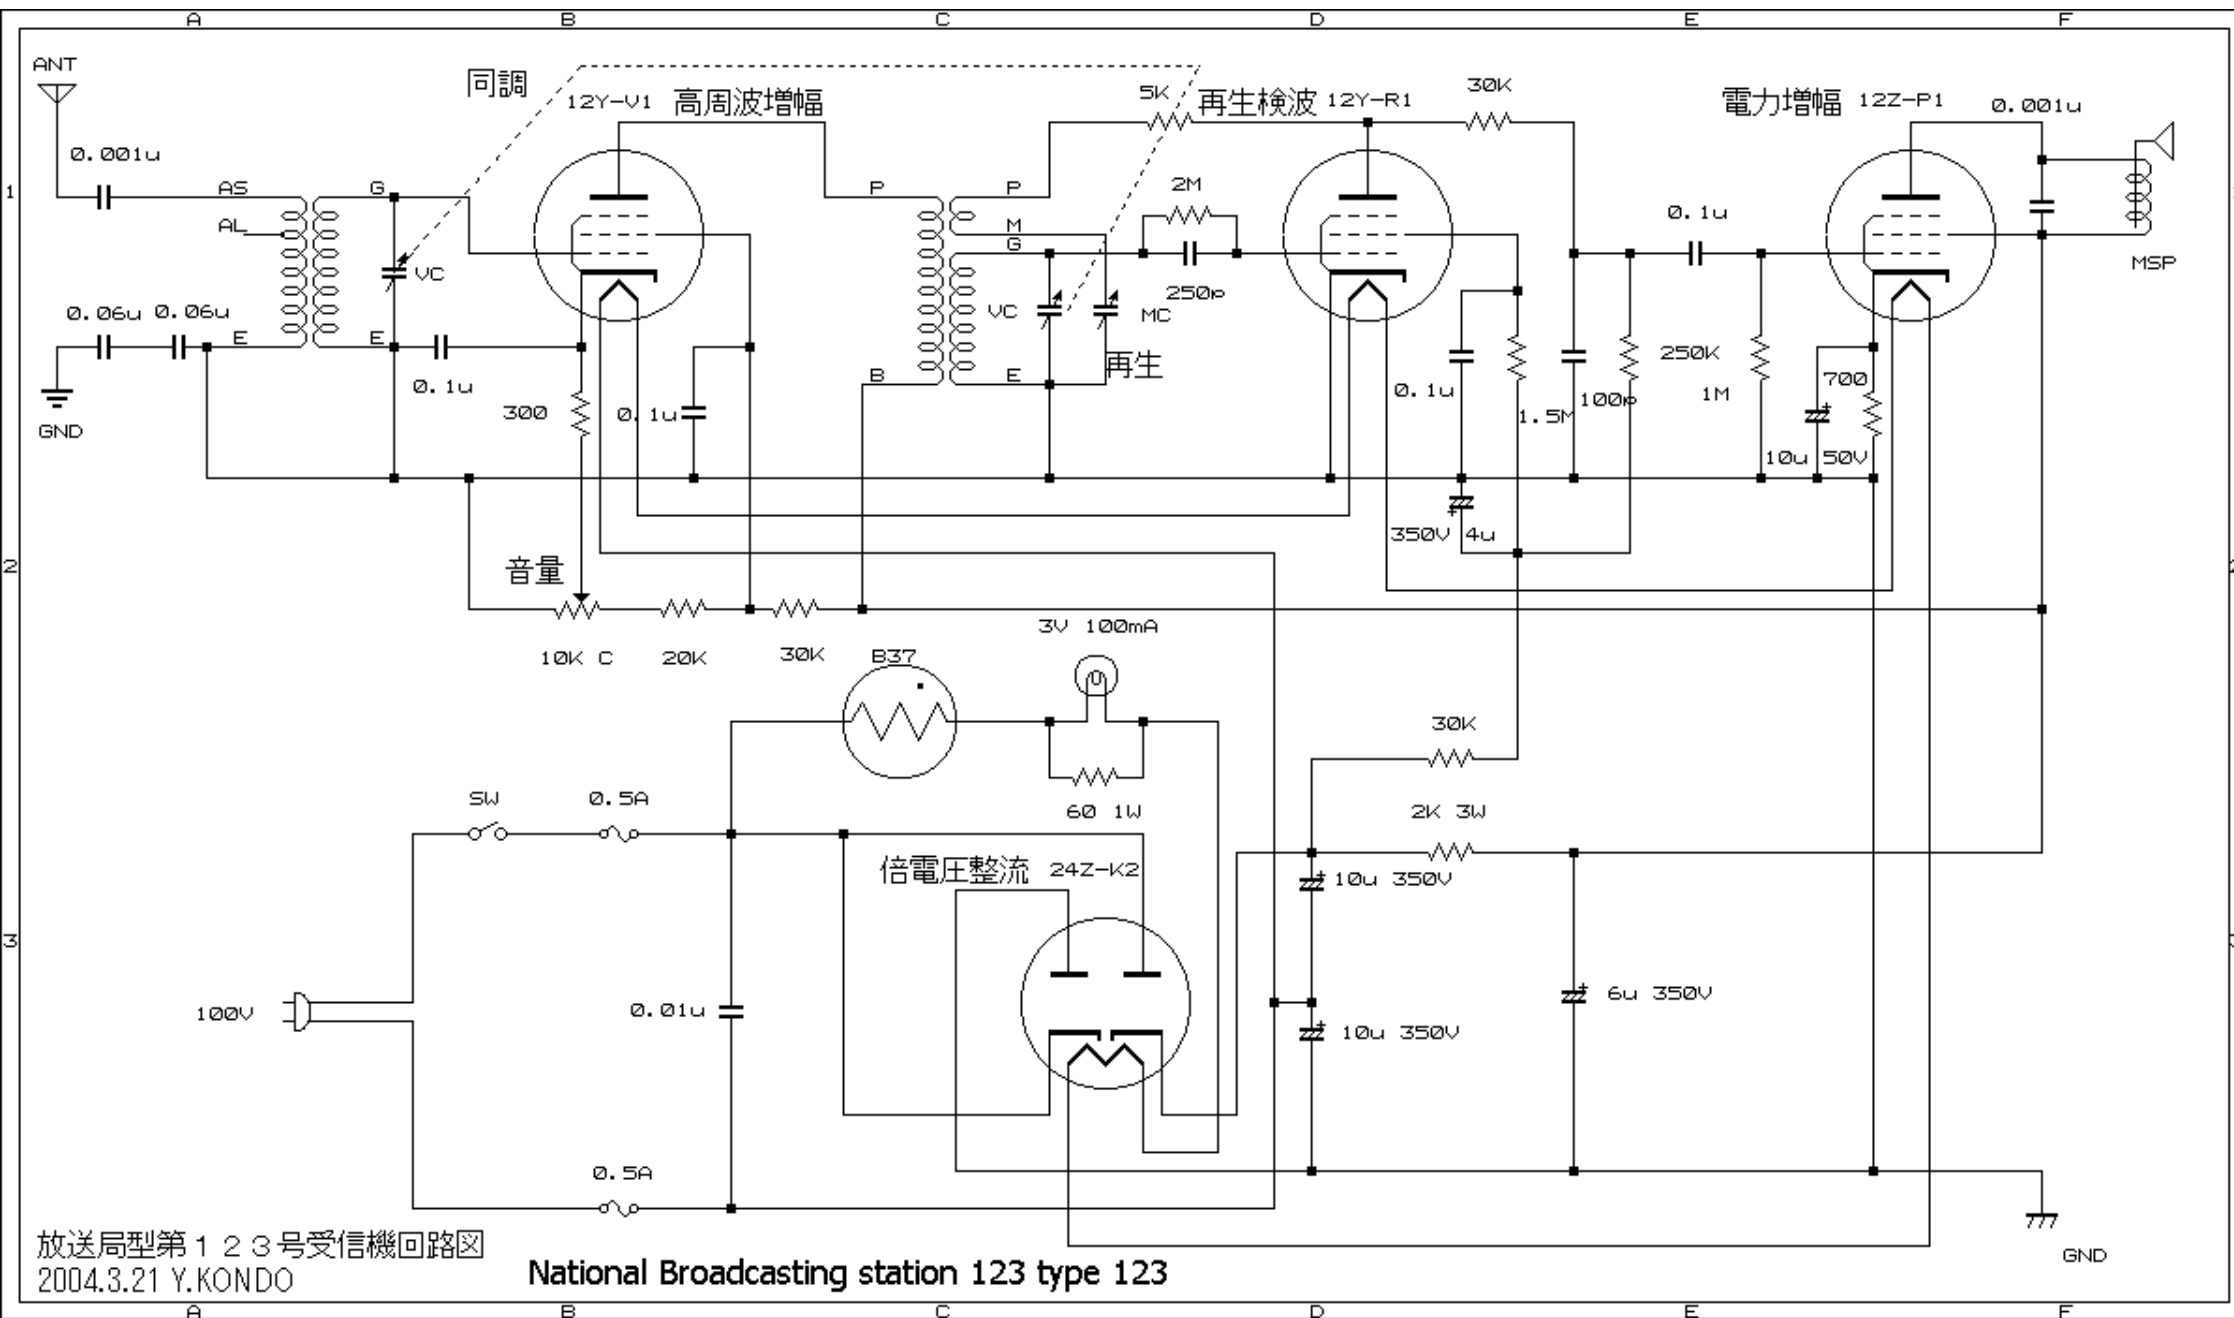 A B C D E F
ANT
同調
12Y-V1 高周波増幅
5K
再生検波 12Y-R1
30K
電力増幅 12Z-P1
0.001u
0.001u
1
AS
G
P
P
2M
AL
M
G
0.1u
VC
250p
MSP
0.06u 0.06u
VC
MC
E
E
再生
250K
0.1u
B
E
300
0.1u
0.1u
1.5M
100p
1M
700
GND
10u 50V
350V 4u
2
音量
2
10K C
20K
30K
3V 100mA
B37
30K
SW
0.5A
60 1W
2K 3W
倍電圧整流 24Z-K2
10u 350V
3
100V
0.01u
6u 350V
10u 350V
0.5A
放送局型第１２３号受信機回路図
2004.3.21 Y.KONDO
National Broadcasting station 123 type 123
GND
A B C D E F